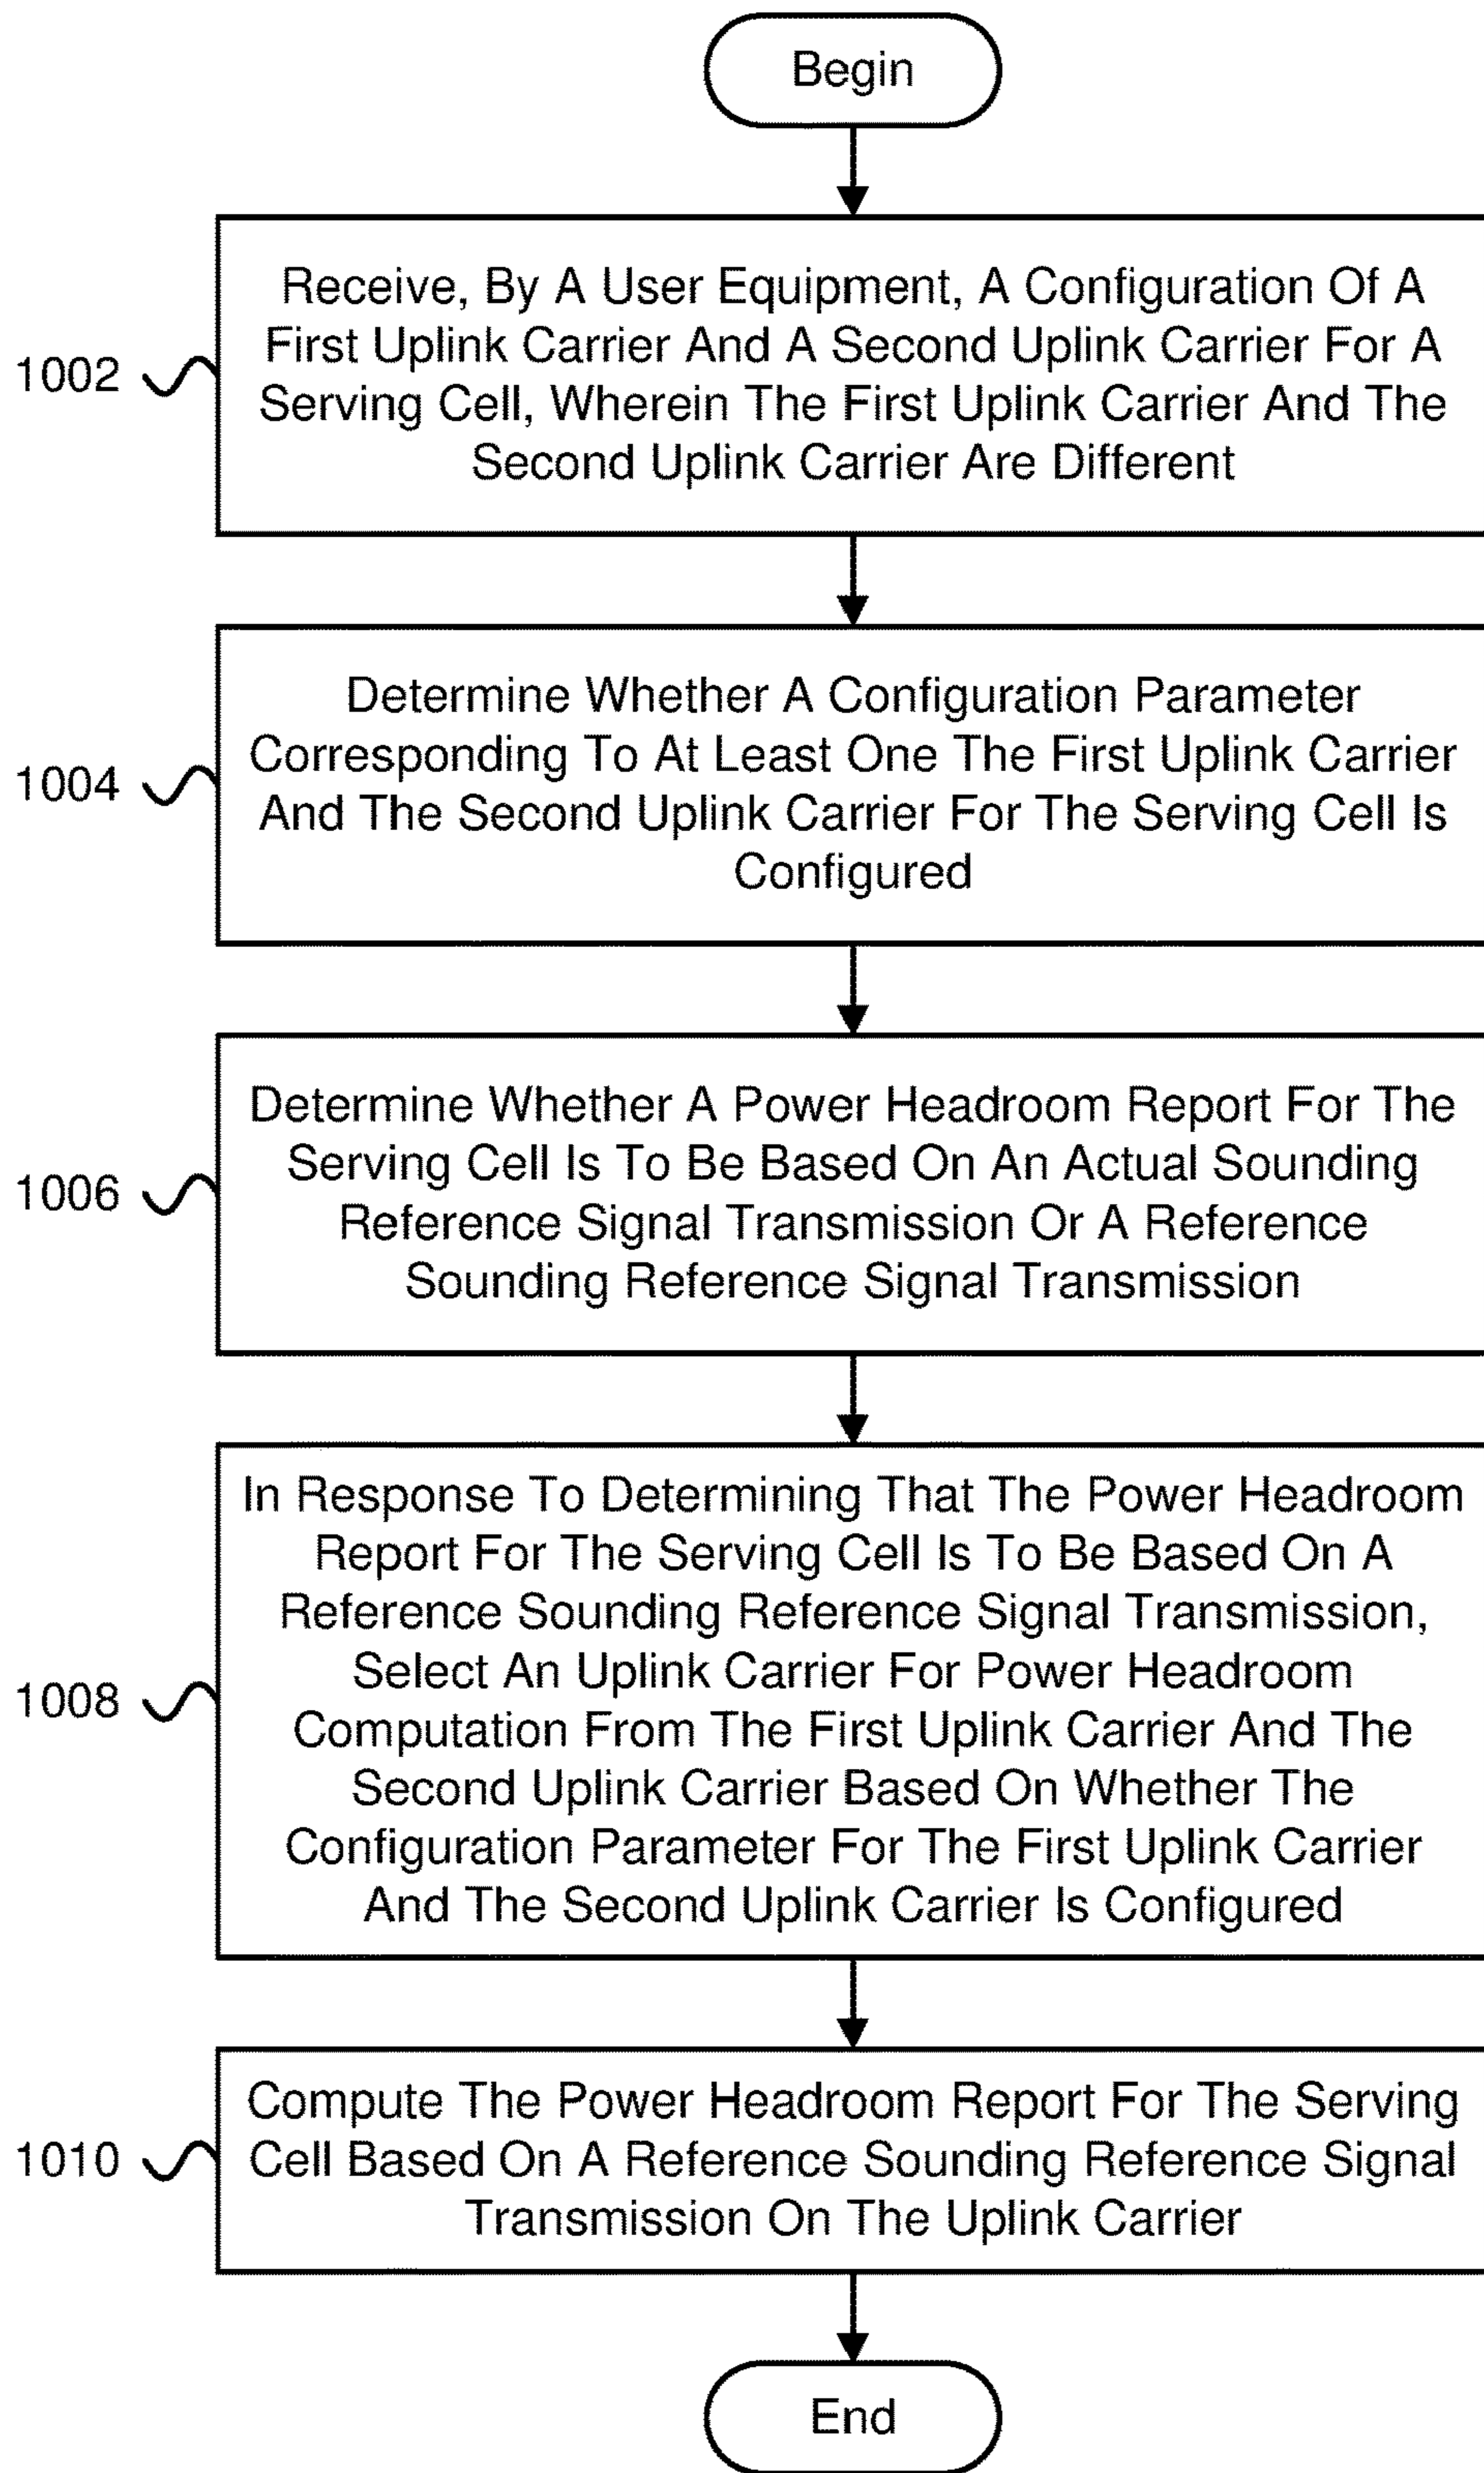 Begin
1002
Receive, By A User Equipment, A Configuration Of A
First Uplink Carrier And A Second Uplink Carrier For A
Serving Cell, Wherein The First Uplink Carrier And The
Second Uplink Carrier Are Different
1004
Determine Whether A Configuration Parameter
Corresponding To At Least One The First Uplink Carrier
And The Second Uplink Carrier For The Serving Cell Is
Configured
1006
Determine Whether A Power Headroom Report For The
Serving Cell Is To Be Based On An Actual Sounding
Reference Signal Transmission Or A Reference
Sounding Reference Signal Transmission
1008
In Response To Determining That The Power Headroom
Report For The Serving Cell Is To Be Based On A
Reference Sounding Reference Signal Transmission,
Select An Uplink Carrier For Power Headroom
Computation From The First Uplink Carrier And The
Second Uplink Carrier Based On Whether The
Configuration Parameter For The First Uplink Carrier
And The Second Uplink Carrier Is Configured
1010
Compute The Power Headroom Report For The Serving
Cell Based On A Reference Sounding Reference Signal
Transmission On The Uplink Carrier
End